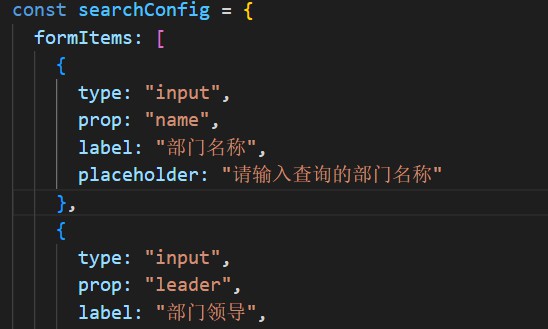 const searchConfig = {
formItems: [
{
type: "input",
prop: "name",
label: "部门名称",
placeholder: "请输入查询的部门名称"
},
{
type: "input",
prop: "leader",
label: "部门领导",